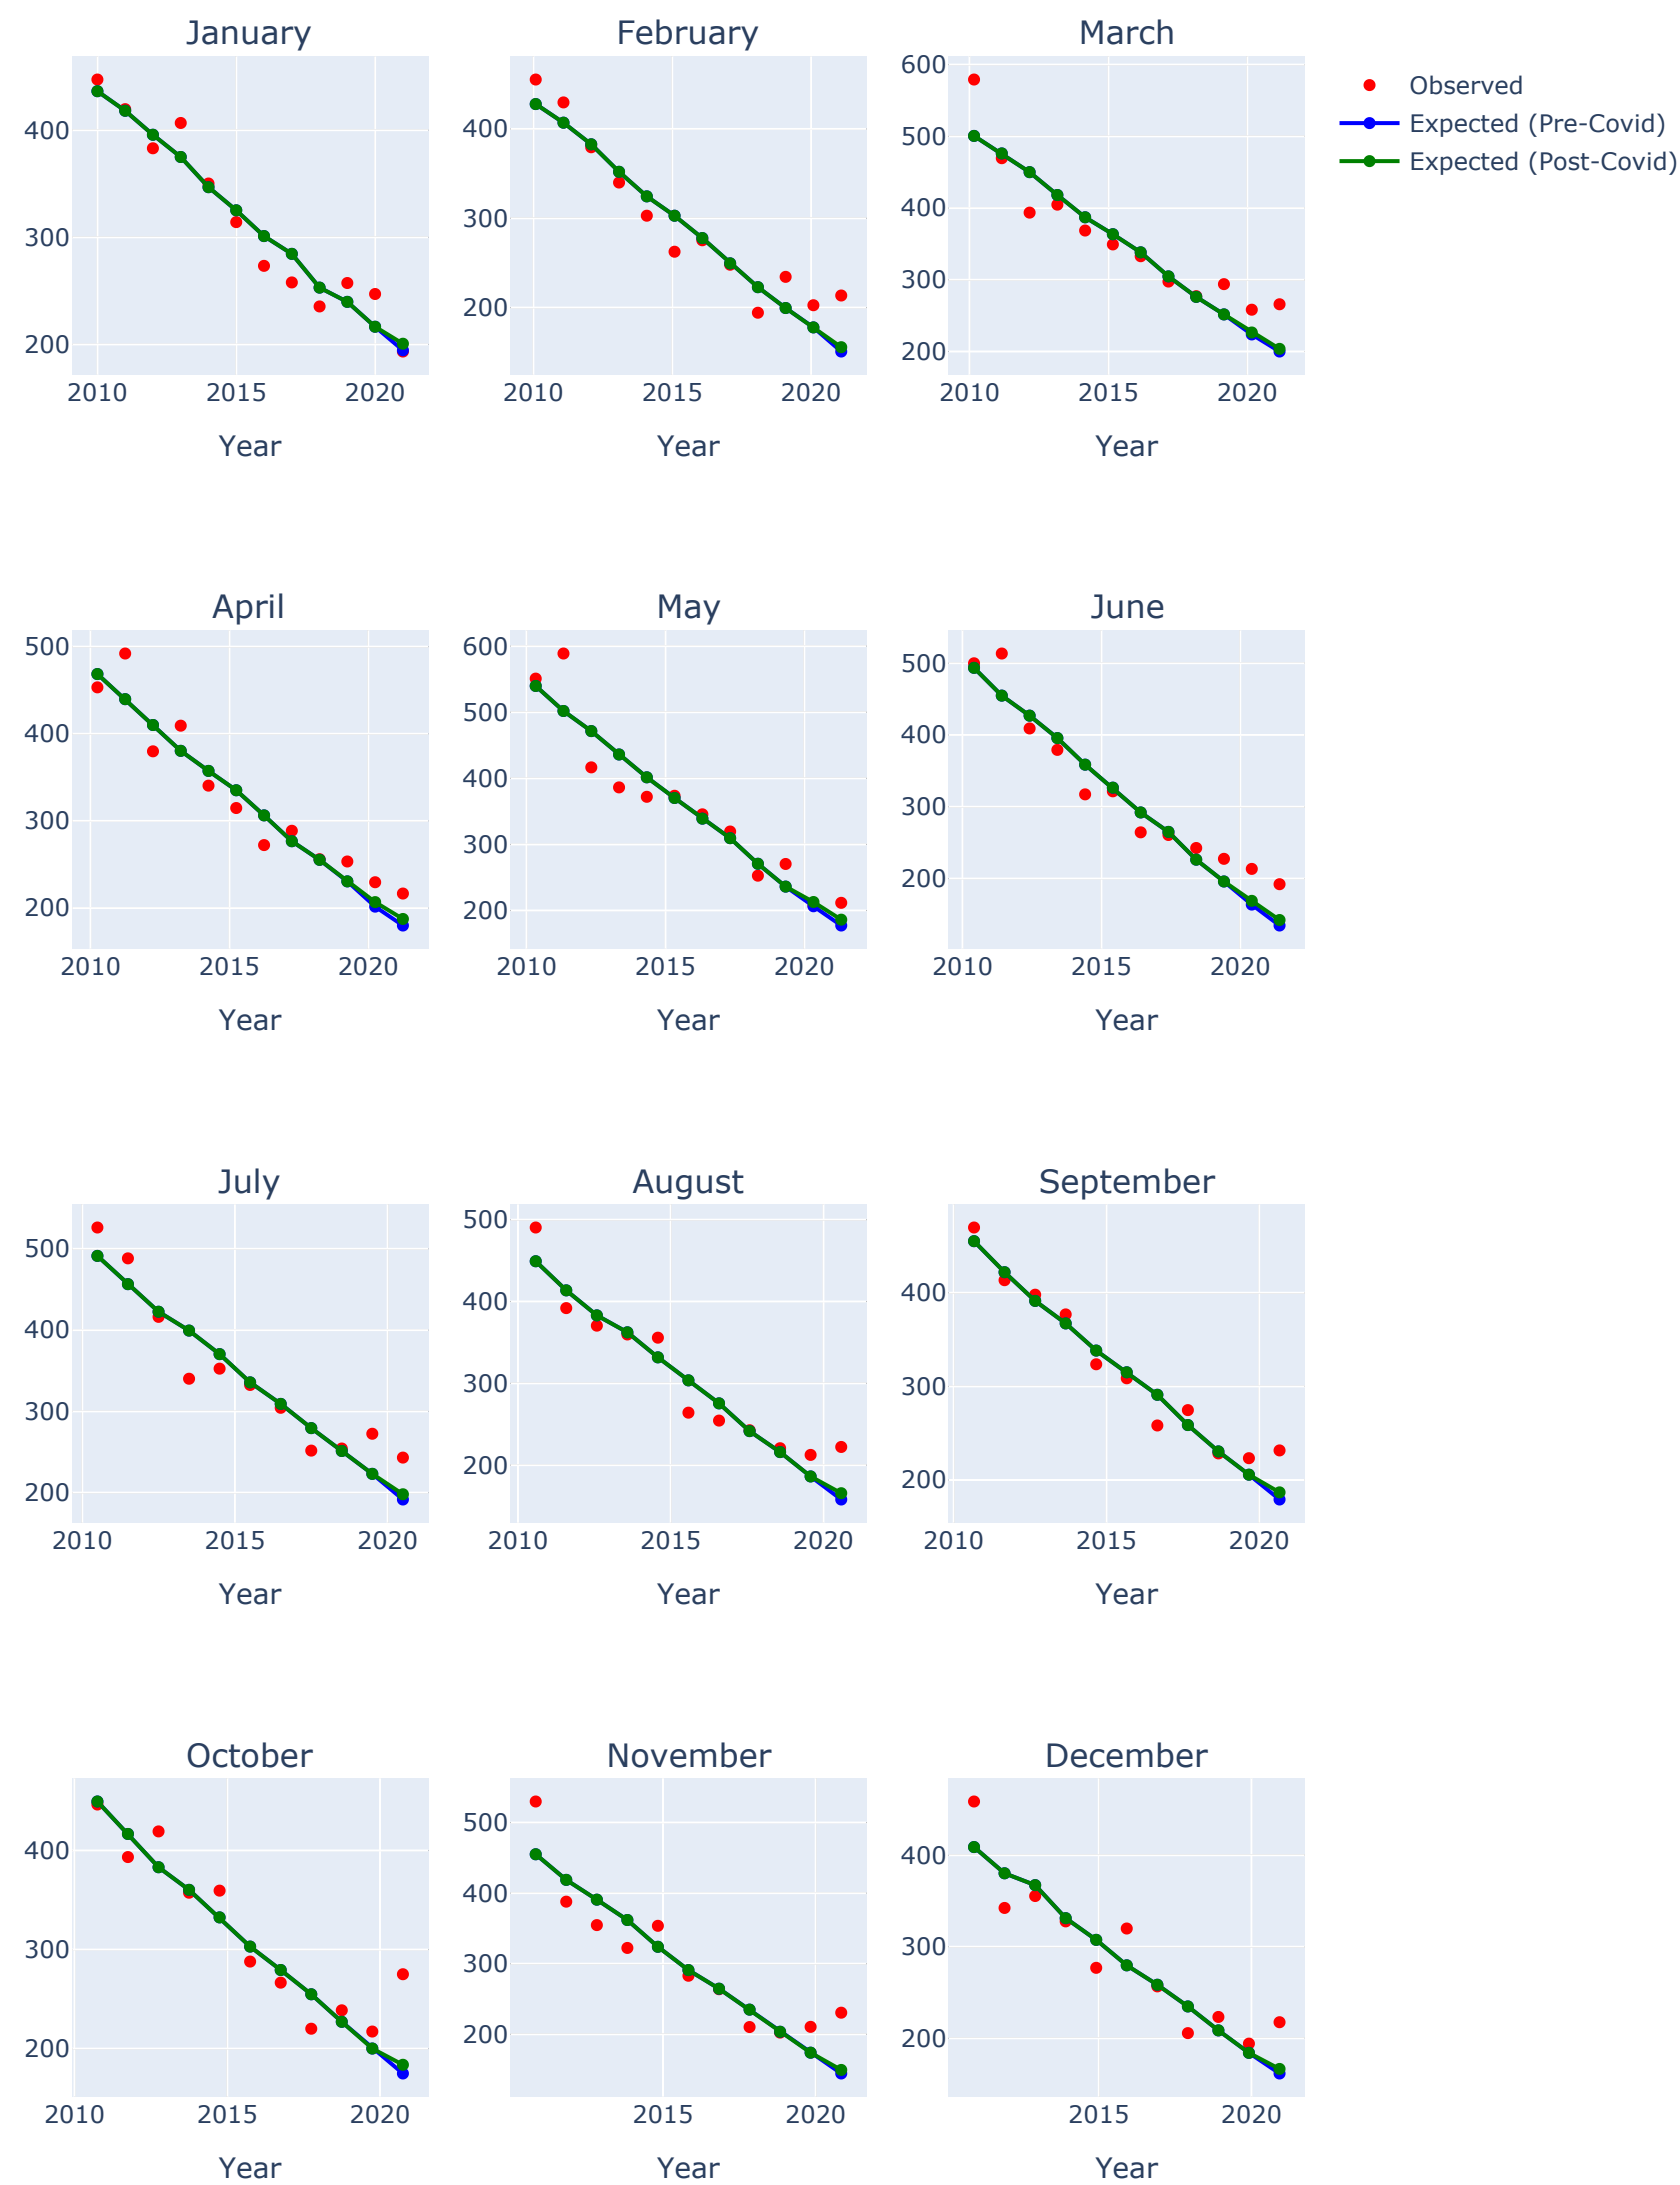 January
February
March
Observed
Expected (Pre-Covid)
Expected (Post-Covid)
400
300
200
2010 2015 2020
Year
400
300
200
2010 2015 2020
Year
600
500
400
300
200
2010 2015 2020
Year
April
May
June
500
400
300
200
2010 2015 2020
Year
600
500
400
300
200
2010 2015 2020
Year
500
400
300
200
2010 2015 2020
Year
July
August
September
500
400
300
200
2010 2015 2020
Year
500
400
300
200
2010 2015 2020
Year
400
300
200
2010 2015 2020
Year
October
November
December
400
300
200
2010 2015 2020
Year
500
400
300
200
2015 2020
Year
400
300
200
2015 2020
Year